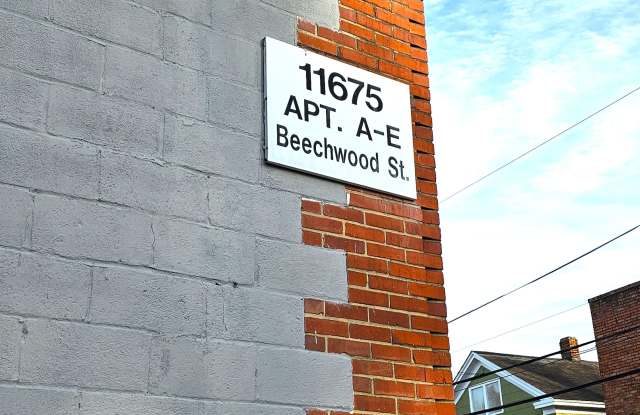 11675
APT. A-E
Beechwood St.